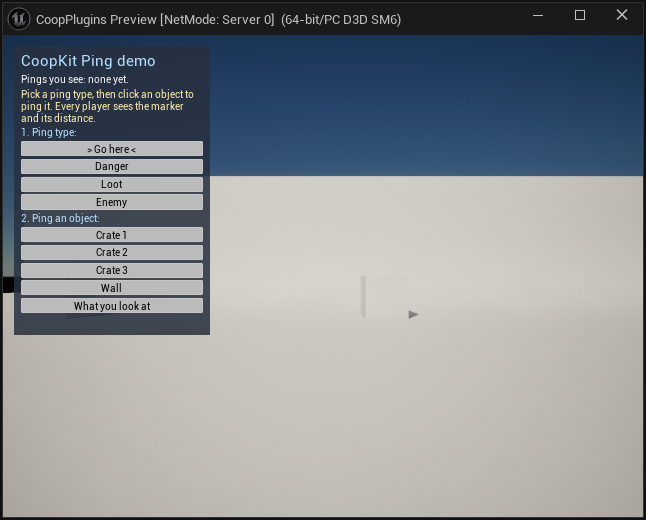 CoopPlugins Preview [NetMode: Server 0]  (64-bit/PC D3D SM6)
CoopKit Ping demo
Pings you see: none yet.
Pick a ping type, then click an object to
ping it. Every player sees the marker
and its distance.
1. Ping type:
> Go here <
Danger
Loot
Enemy
2. Ping an object:
Crate 1
Crate 2
Crate 3
Wall
What you look at